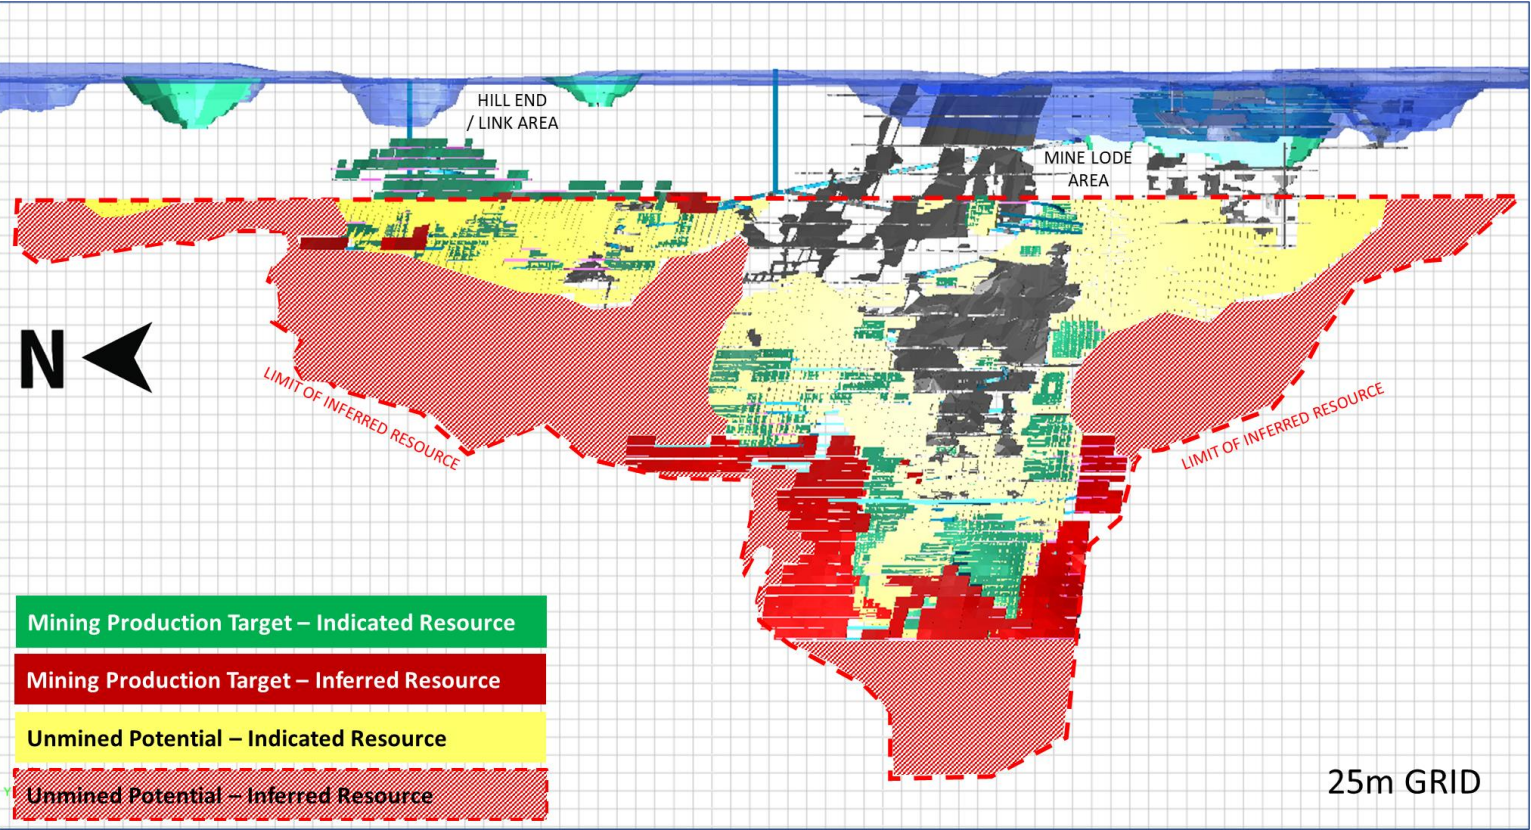 HILL END
/ LINK AREA
MINE LODE
AREA
N
LIMIT OF INFERRED RESOURCE
LIMIT OF INFERRED RESOURCE
Mining Production Target – Indicated Resource
Mining Production Target – Inferred Resource
Unmined Potential – Indicated Resource
Unmined Potential – Inferred Resource
Y
25m GRID